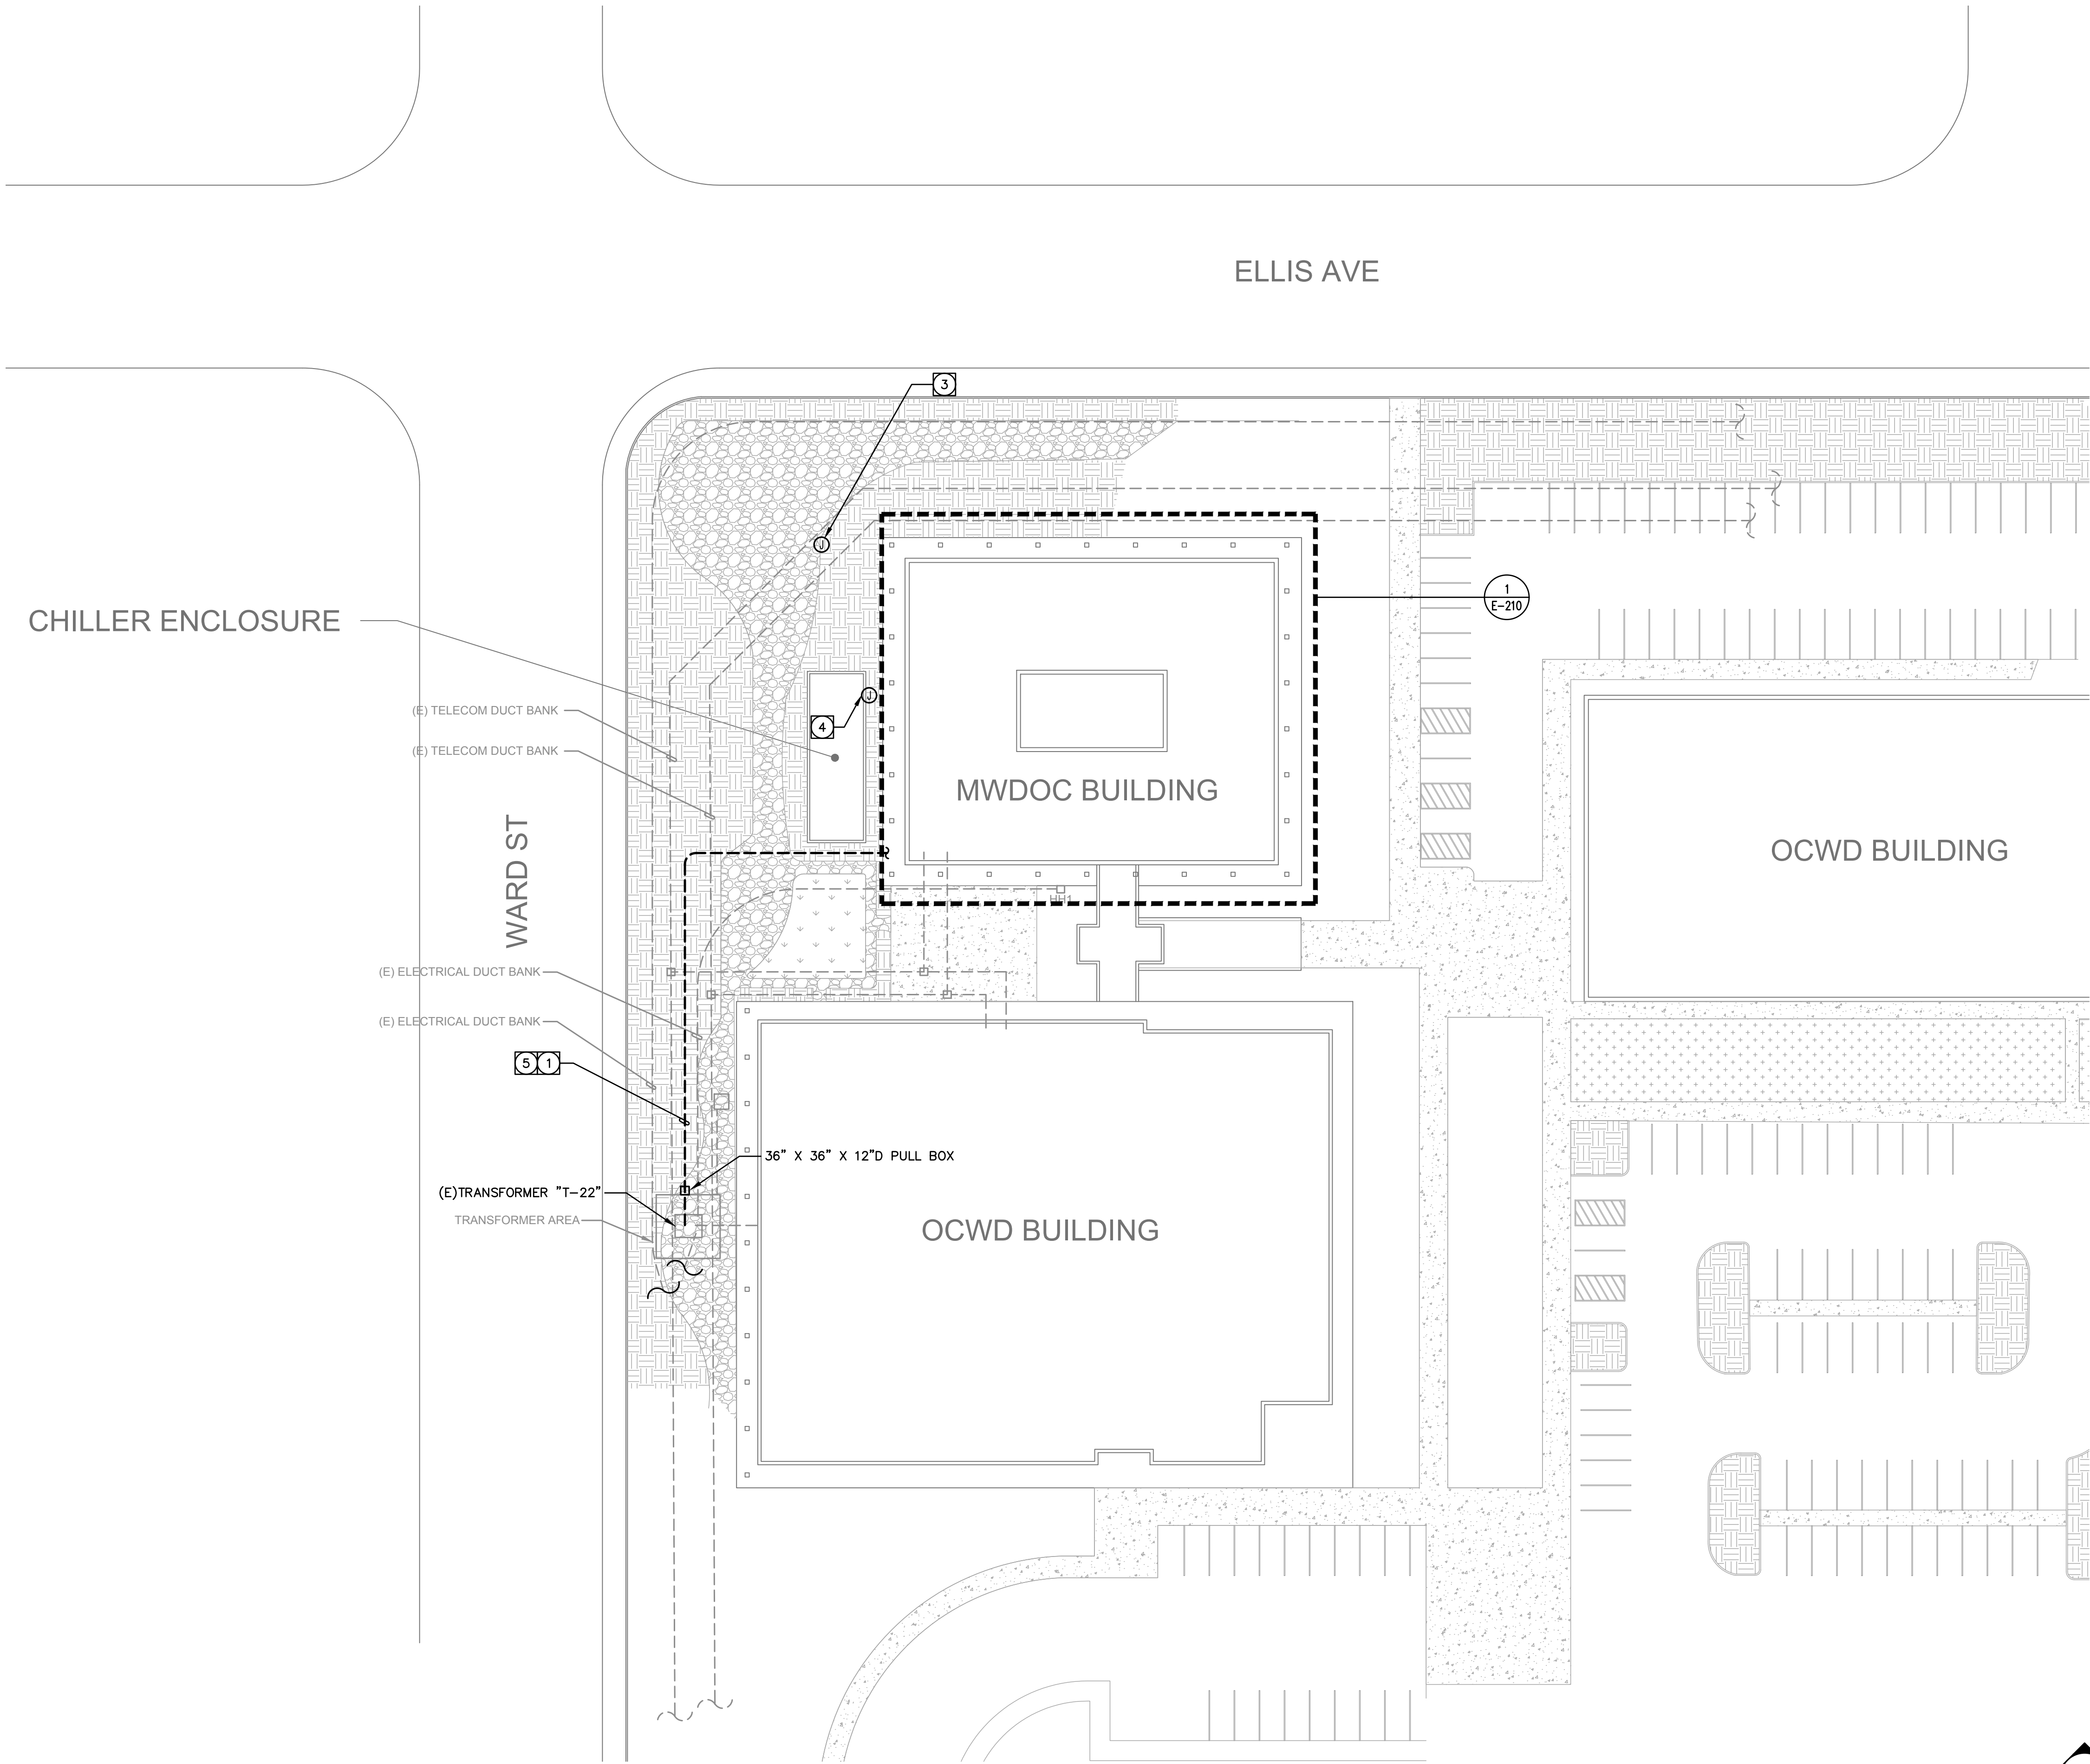 ELLIS AVE
3
J
1
E-210
CHILLER ENCLOSURE
J
(E) TELECOM DUCT BANK
4
(E) TELECOM DUCT BANK
MWDOC BUILDING
OCWD BUILDING
WARD ST
HH1
(E) ELECTRICAL DUCT BANK
(E) ELECTRICAL DUCT BANK
5 1
36" X 36" X 12"D PULL BOX
(E)TRANSFORMER "T-22"
TRANSFORMER AREA
OCWD BUILDING